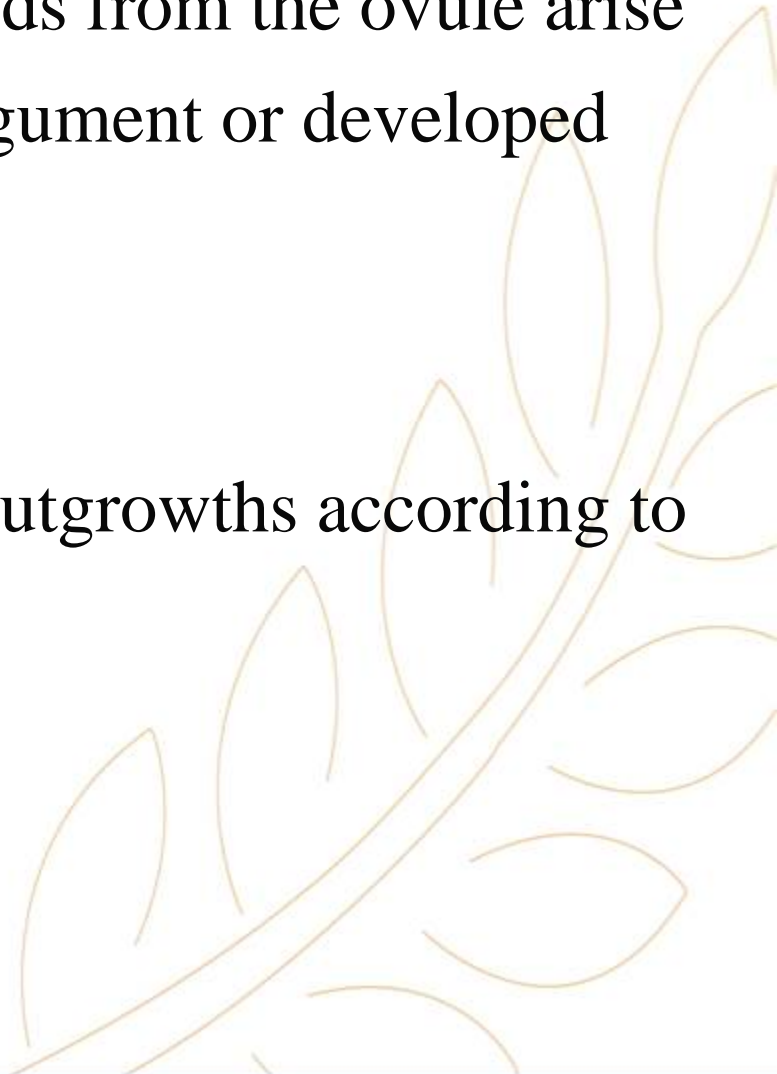 ds from the ovule arise
gument or developed
utgrowths according to